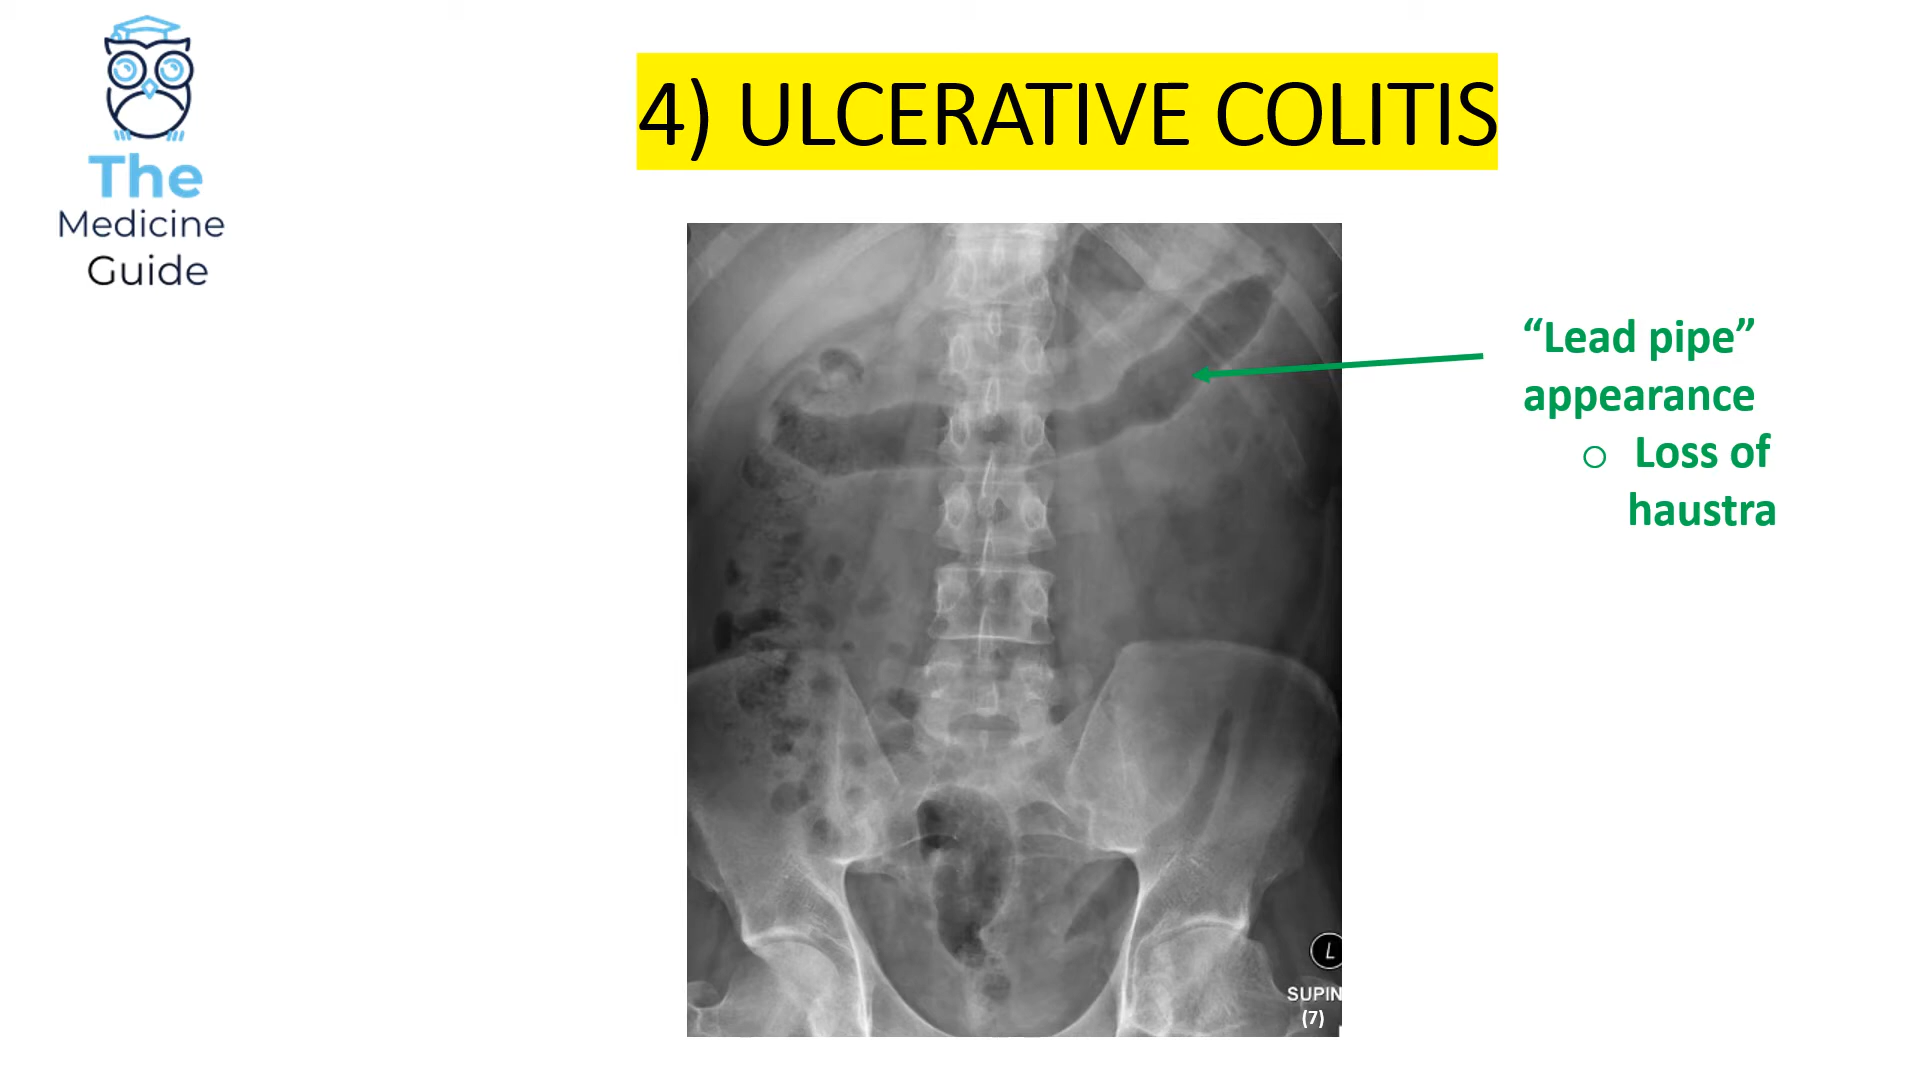 The
Medicine
Guide
4) ULCERATIVE COLITIS
“Lead pipe”
appearance
o Loss of
haustra
L
SUPIN
(7)